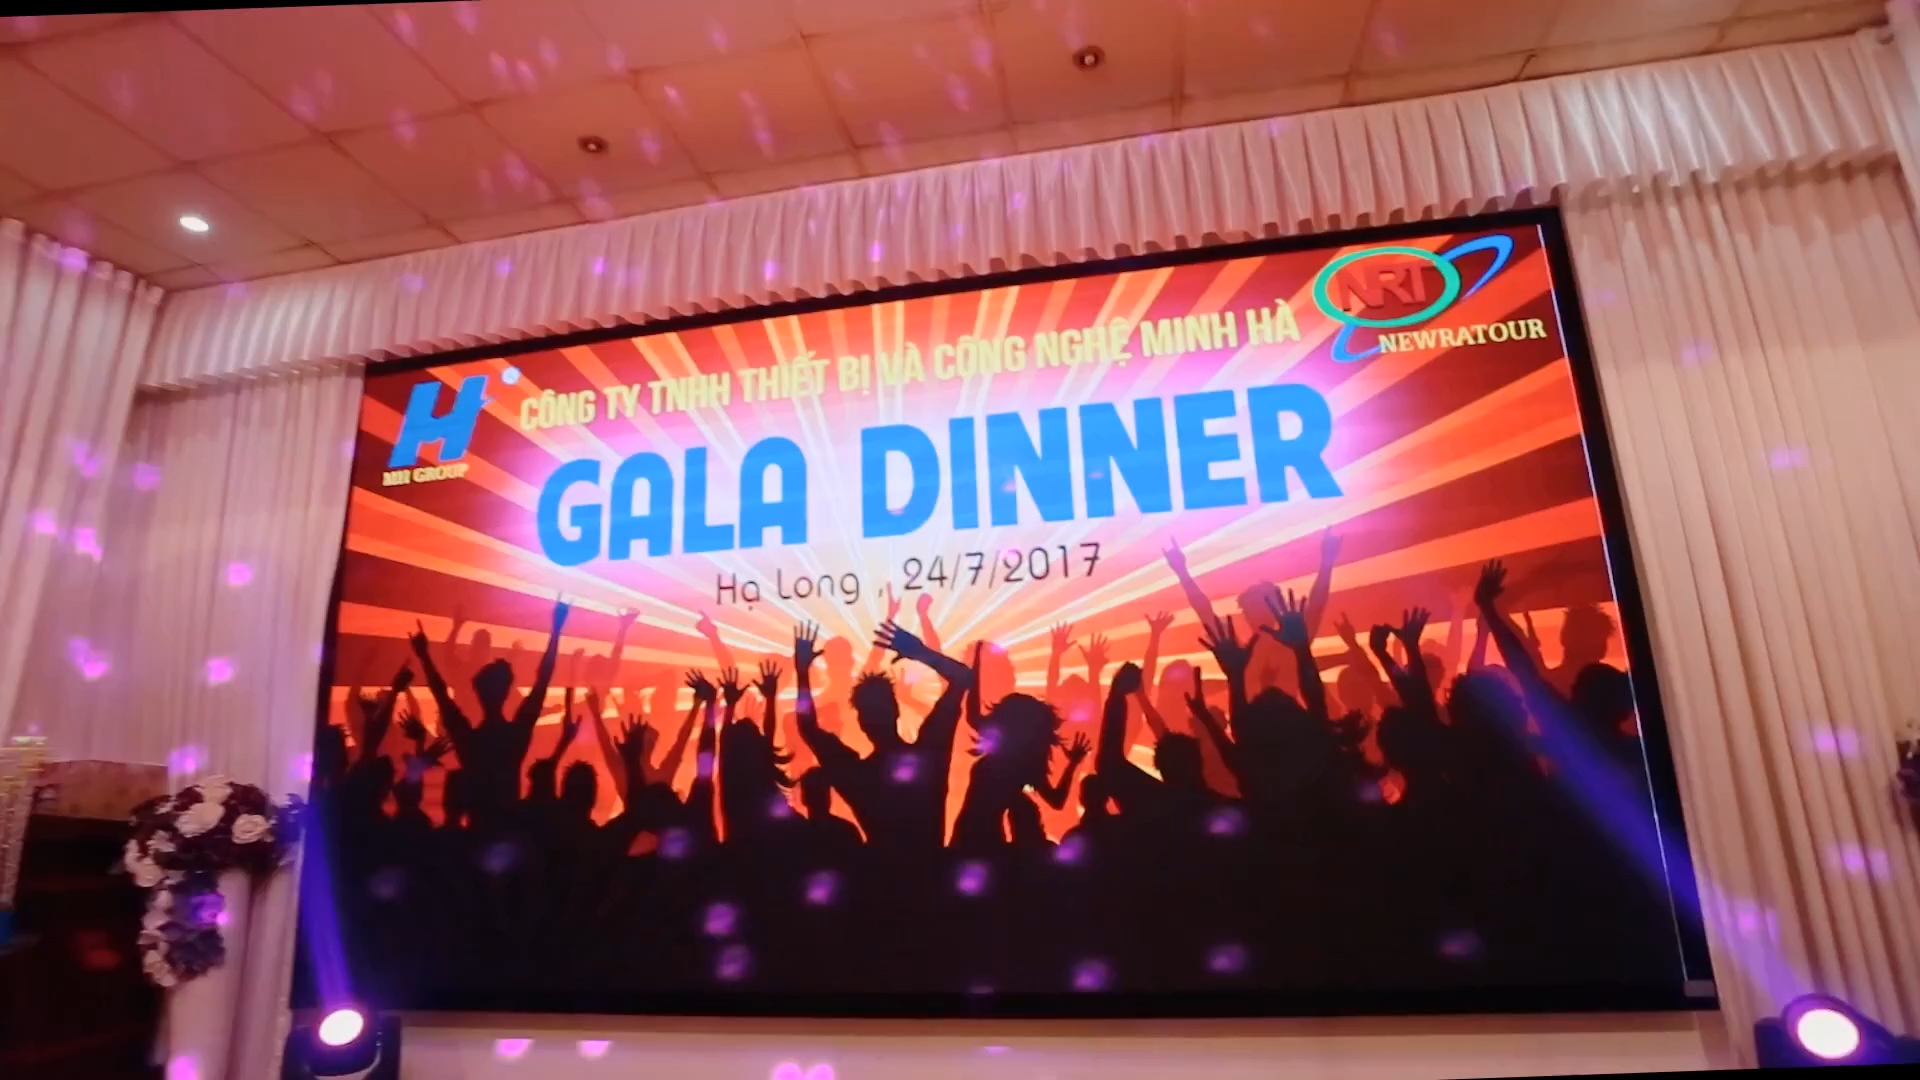 CÔNG TY TNHH THIẾT BỊ VÀ CÔNG NGHỆ MINH HÀ
NRT
NEWRATOUR
H
MH GROUP
GALA DINNER
Hạ Long , 24/7/2017